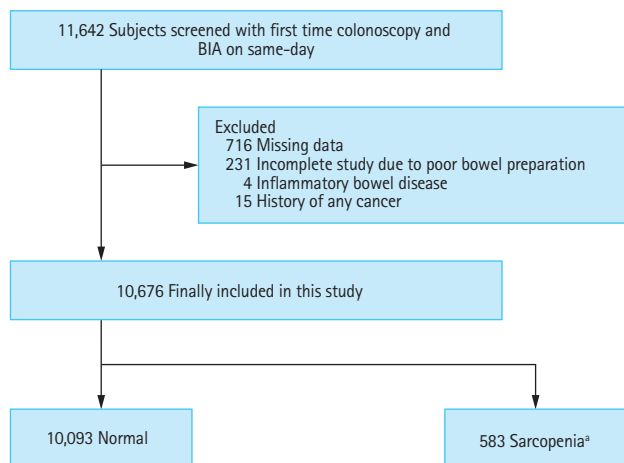 11,642 Subjects screened with first time colonoscopy and
BIA on same-day
Excluded
716 Missing data
231 Incomplete study due to poor bowel preparation
4 Inflammatory bowel disease
15 History of any cancer
10,676 Finally included in this study
10,093 Normal
583 Sarcopeniaᵃ